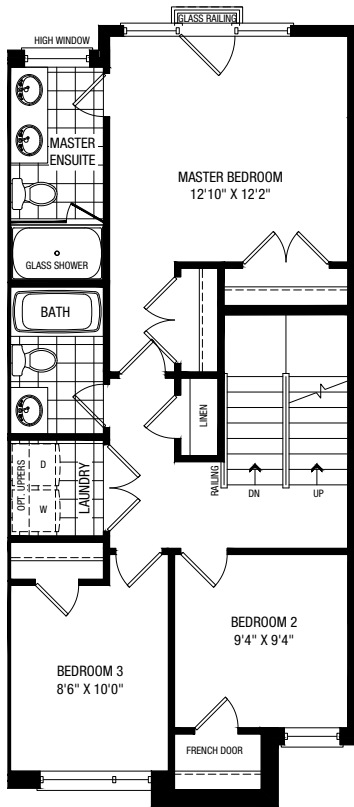 GLASS RAILING
HIGH WINDOW
MASTER
ENSUITE
MASTER BEDROOM
12'10" X 12'2"
GLASS SHOWER
BATH
LINEN
OPT. UPPERS
D
W
LAUNDRY
RAILING
DN
UP
BEDROOM 2
9'4" X 9'4"
BEDROOM 3
8'6" X 10'0"
FRENCH DOOR